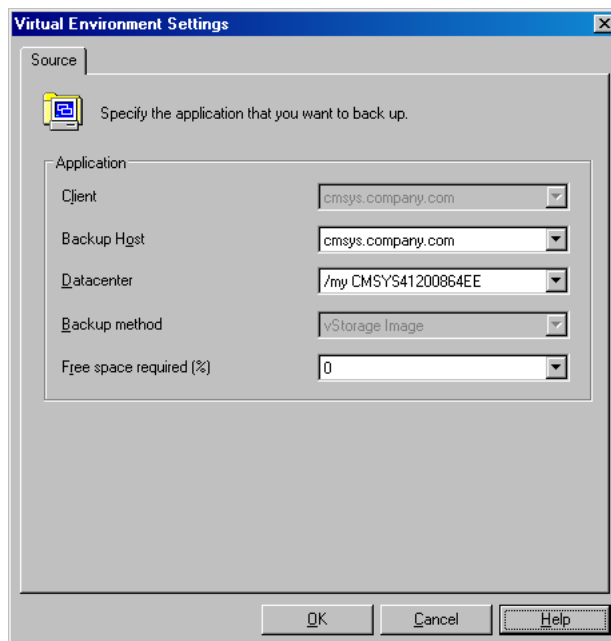 Virtual Environment Settings
Source
Specify the application that you want to back up.
Application
Client cmsys.company.com
Backup Host cmsys.company.com
Datacenter /my CMSYS41200864EE
Backup method vStorage Image
Free space required (%) 0
OK Cancel Help